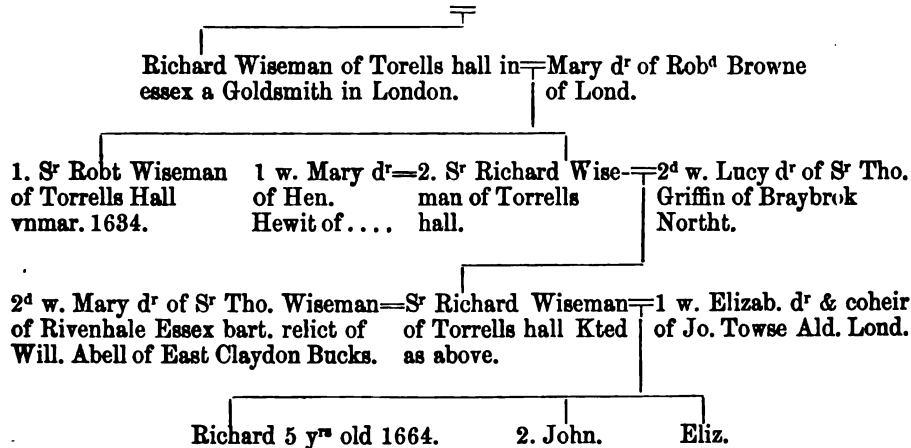 Richard Wiseman of Torells hall in=Mary dʳ of Robᵈ Browne
essex a Goldsmith in London. of Lond.
1. Sʳ Robt Wiseman 1 w. Mary dʳ=2. Sʳ Richard Wise-=2ᵈ w. Lucy dʳ of Sʳ Tho.
of Torrells Hall of Hen. man of Torrells Griffin of Braybrok
vnmar. 1634. Hewit of.... hall. Northt.
2ᵈ w. Mary dʳ of Sʳ Tho. Wiseman=Sʳ Richard Wiseman=1 w. Elizab. dʳ & coheir
of Rivenhale Essex bart. relict of of Torrells hall Kted of Jo. Towse Ald. Lond.
Will. Abell of East Claydon Bucks. as above.
Richard 5 yʳˢ old 1664. 2. John. Eliz.